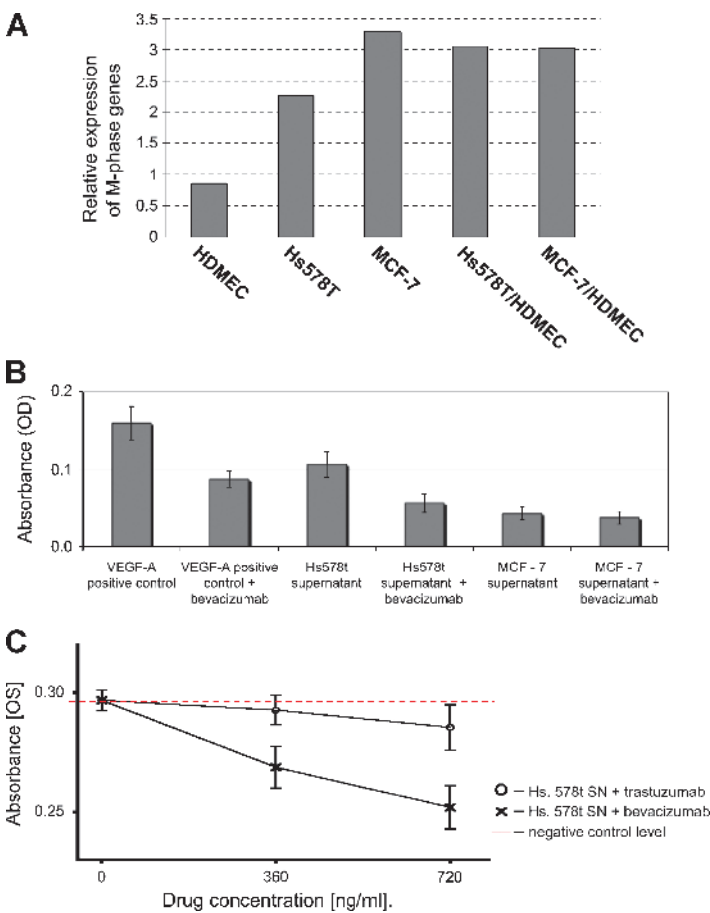 A
Relative expression
of M-phase genes
3.5
3
2.5
2
1.5
1
0.5
0
HDMEC
Hs578T
MCF-7
Hs578T/HDMEC
MCF-7/HDMEC
B
Absorbance (OD)
0.2
0.1
0.0
VEGF-A
positive control
VEGF-A positive
control +
bevacizumab
Hs578t
supernatant
Hs578t
supernatant +
bevacizumab
MCF - 7
supernatant
MCF - 7
supernatant +
bevacizumab
C
Absorbance [OS]
0.30
0.25
0
360
720
Drug concentration [ng/ml].
– Hs. 578t SN + trastuzumab
– Hs. 578t SN + bevacizumab
– negative control level